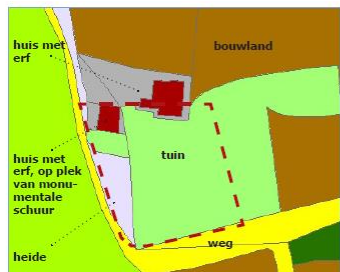 huis met
erf
bouwland
tuin
huis met
erf, op plek
van monu-
mentale
schuur
heide
weg